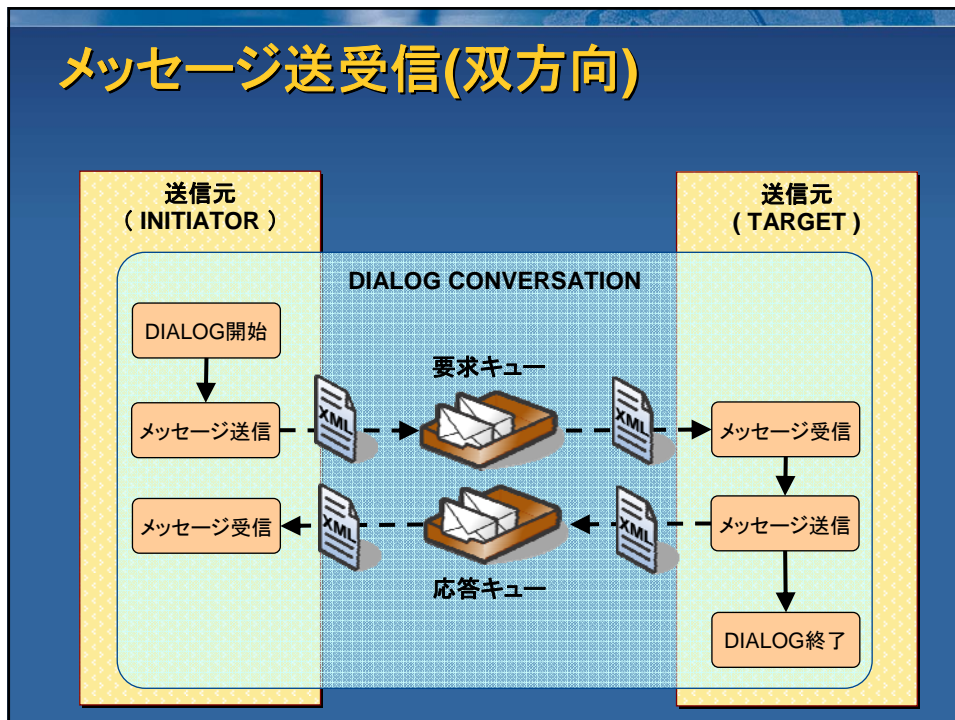 メッセージ送受信(双方向)
送信元
( INITIATOR )
送信元
( TARGET )
DIALOG CONVERSATION
DIALOG開始
要求キュー
XML
XML
メッセージ送信
メッセージ受信
メッセージ受信
XML
XML
メッセージ送信
応答キュー
DIALOG終了